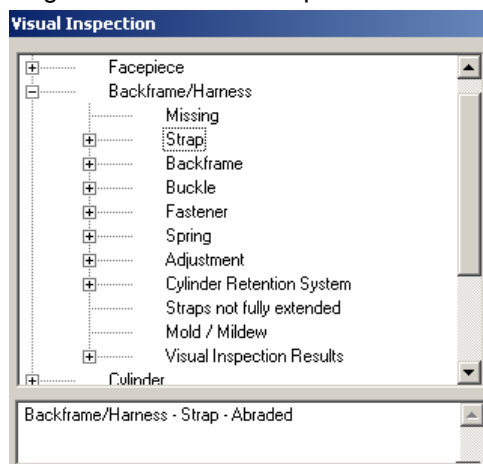 Visual Inspection
Facepiece
Backframe/Harness
Missing
Strap
Backframe
Buckle
Fastener
Spring
Adjustment
Cylinder Retention System
Straps not fully extended
Mold / Mildew
Visual Inspection Results
Cylinder
Backframe/Harness - Strap - Abraded